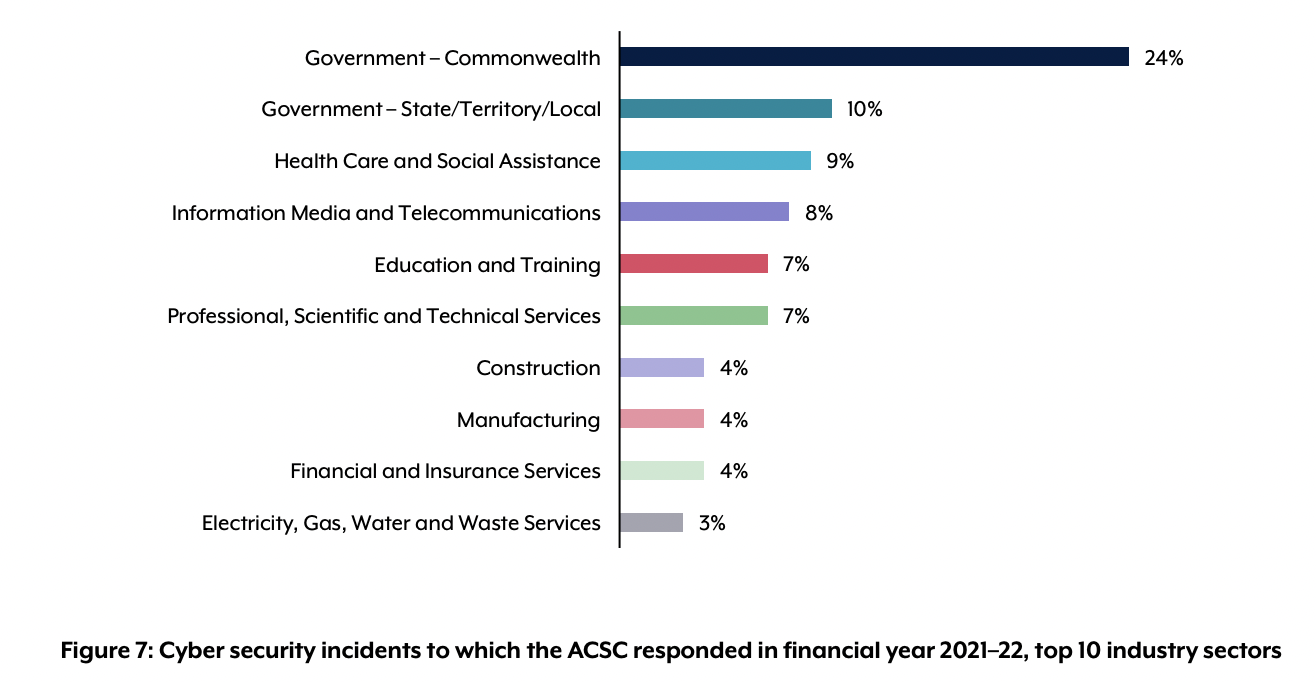 Government – Commonwealth 24%
Government – State/Territory/Local 10%
Health Care and Social Assistance 9%
Information Media and Telecommunications 8%
Education and Training 7%
Professional, Scientific and Technical Services 7%
Construction 4%
Manufacturing 4%
Financial and Insurance Services 4%
Electricity, Gas, Water and Waste Services 3%
Figure 7: Cyber security incidents to which the ACSC responded in financial year 2021–22, top 10 industry sectors